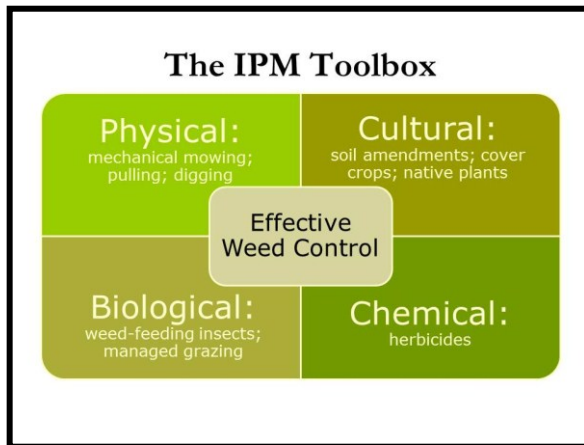 The IPM Toolbox
Physical:
mechanical mowing;
pulling; digging
Cultural:
soil amendments; cover
crops; native plants
Effective
Weed Control
Biological:
weed-feeding insects;
managed grazing
Chemical:
herbicides